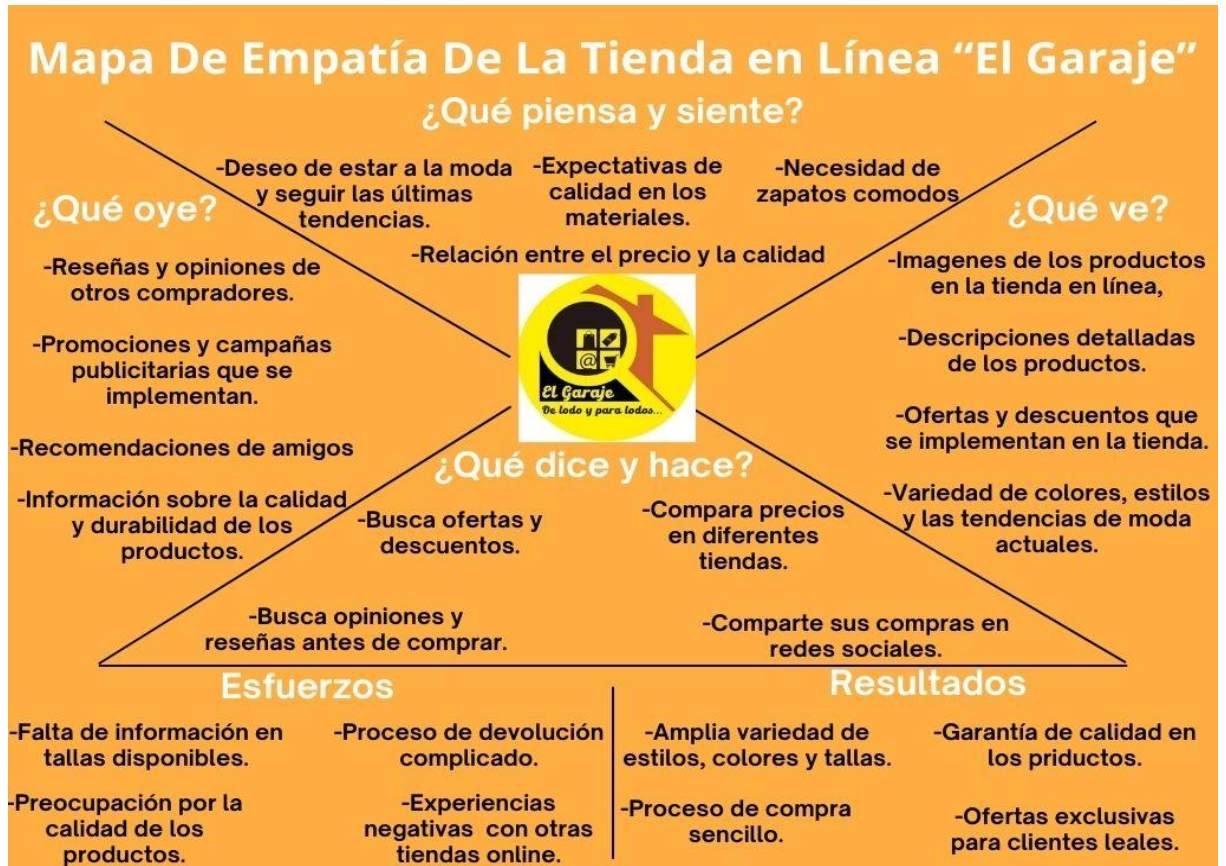 Mapa De Empatía De La Tienda en Línea “El Garaje”
¿Qué piensa y siente?
-Deseo de estar a la moda
y seguir las últimas
tendencias.
-Expectativas de
calidad en los
materiales.
-Necesidad de
zapatos comodos
-Relación entre el precio y la calidad
¿Qué oye?
-Reseñas y opiniones de
otros compradores.
-Promociones y campañas
publicitarias que se
implementan.
-Recomendaciones de amigos
-Información sobre la calidad
y durabilidad de los
productos.
¿Qué ve?
-Imagenes de los productos
en la tienda en línea,
-Descripciones detalladas
de los productos.
-Ofertas y descuentos que
se implementan en la tienda.
-Variedad de colores, estilos
y las tendencias de moda
actuales.
@
El Garaje
De todo y para todos...
¿Qué dice y hace?
-Busca ofertas y
descuentos.
-Compara precios
en diferentes
tiendas.
-Busca opiniones y
reseñas antes de comprar.
-Comparte sus compras en
redes sociales.
Esfuerzos
-Falta de información en
tallas disponibles.
-Proceso de devolución
complicado.
-Preocupación por la
calidad de los
productos.
-Experiencias
negativas con otras
tiendas online.
Resultados
-Amplia variedad de
estilos, colores y tallas.
-Garantía de calidad en
los priductos.
-Proceso de compra
sencillo.
-Ofertas exclusivas
para clientes leales.